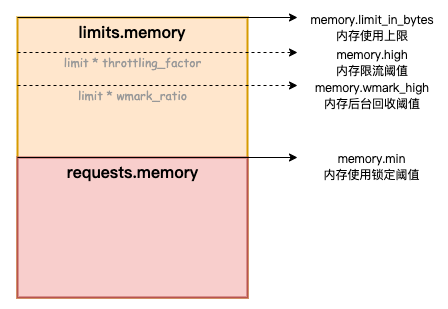 memory.limit_in_bytes
内存使用上限
limits.memory
memory.high
内存限流阈值
limit * throttling_factor
memory.wmark_high
内存后台回收阈值
limit * wmark_ratio
memory.min
内存使用锁定阈值
requests.memory